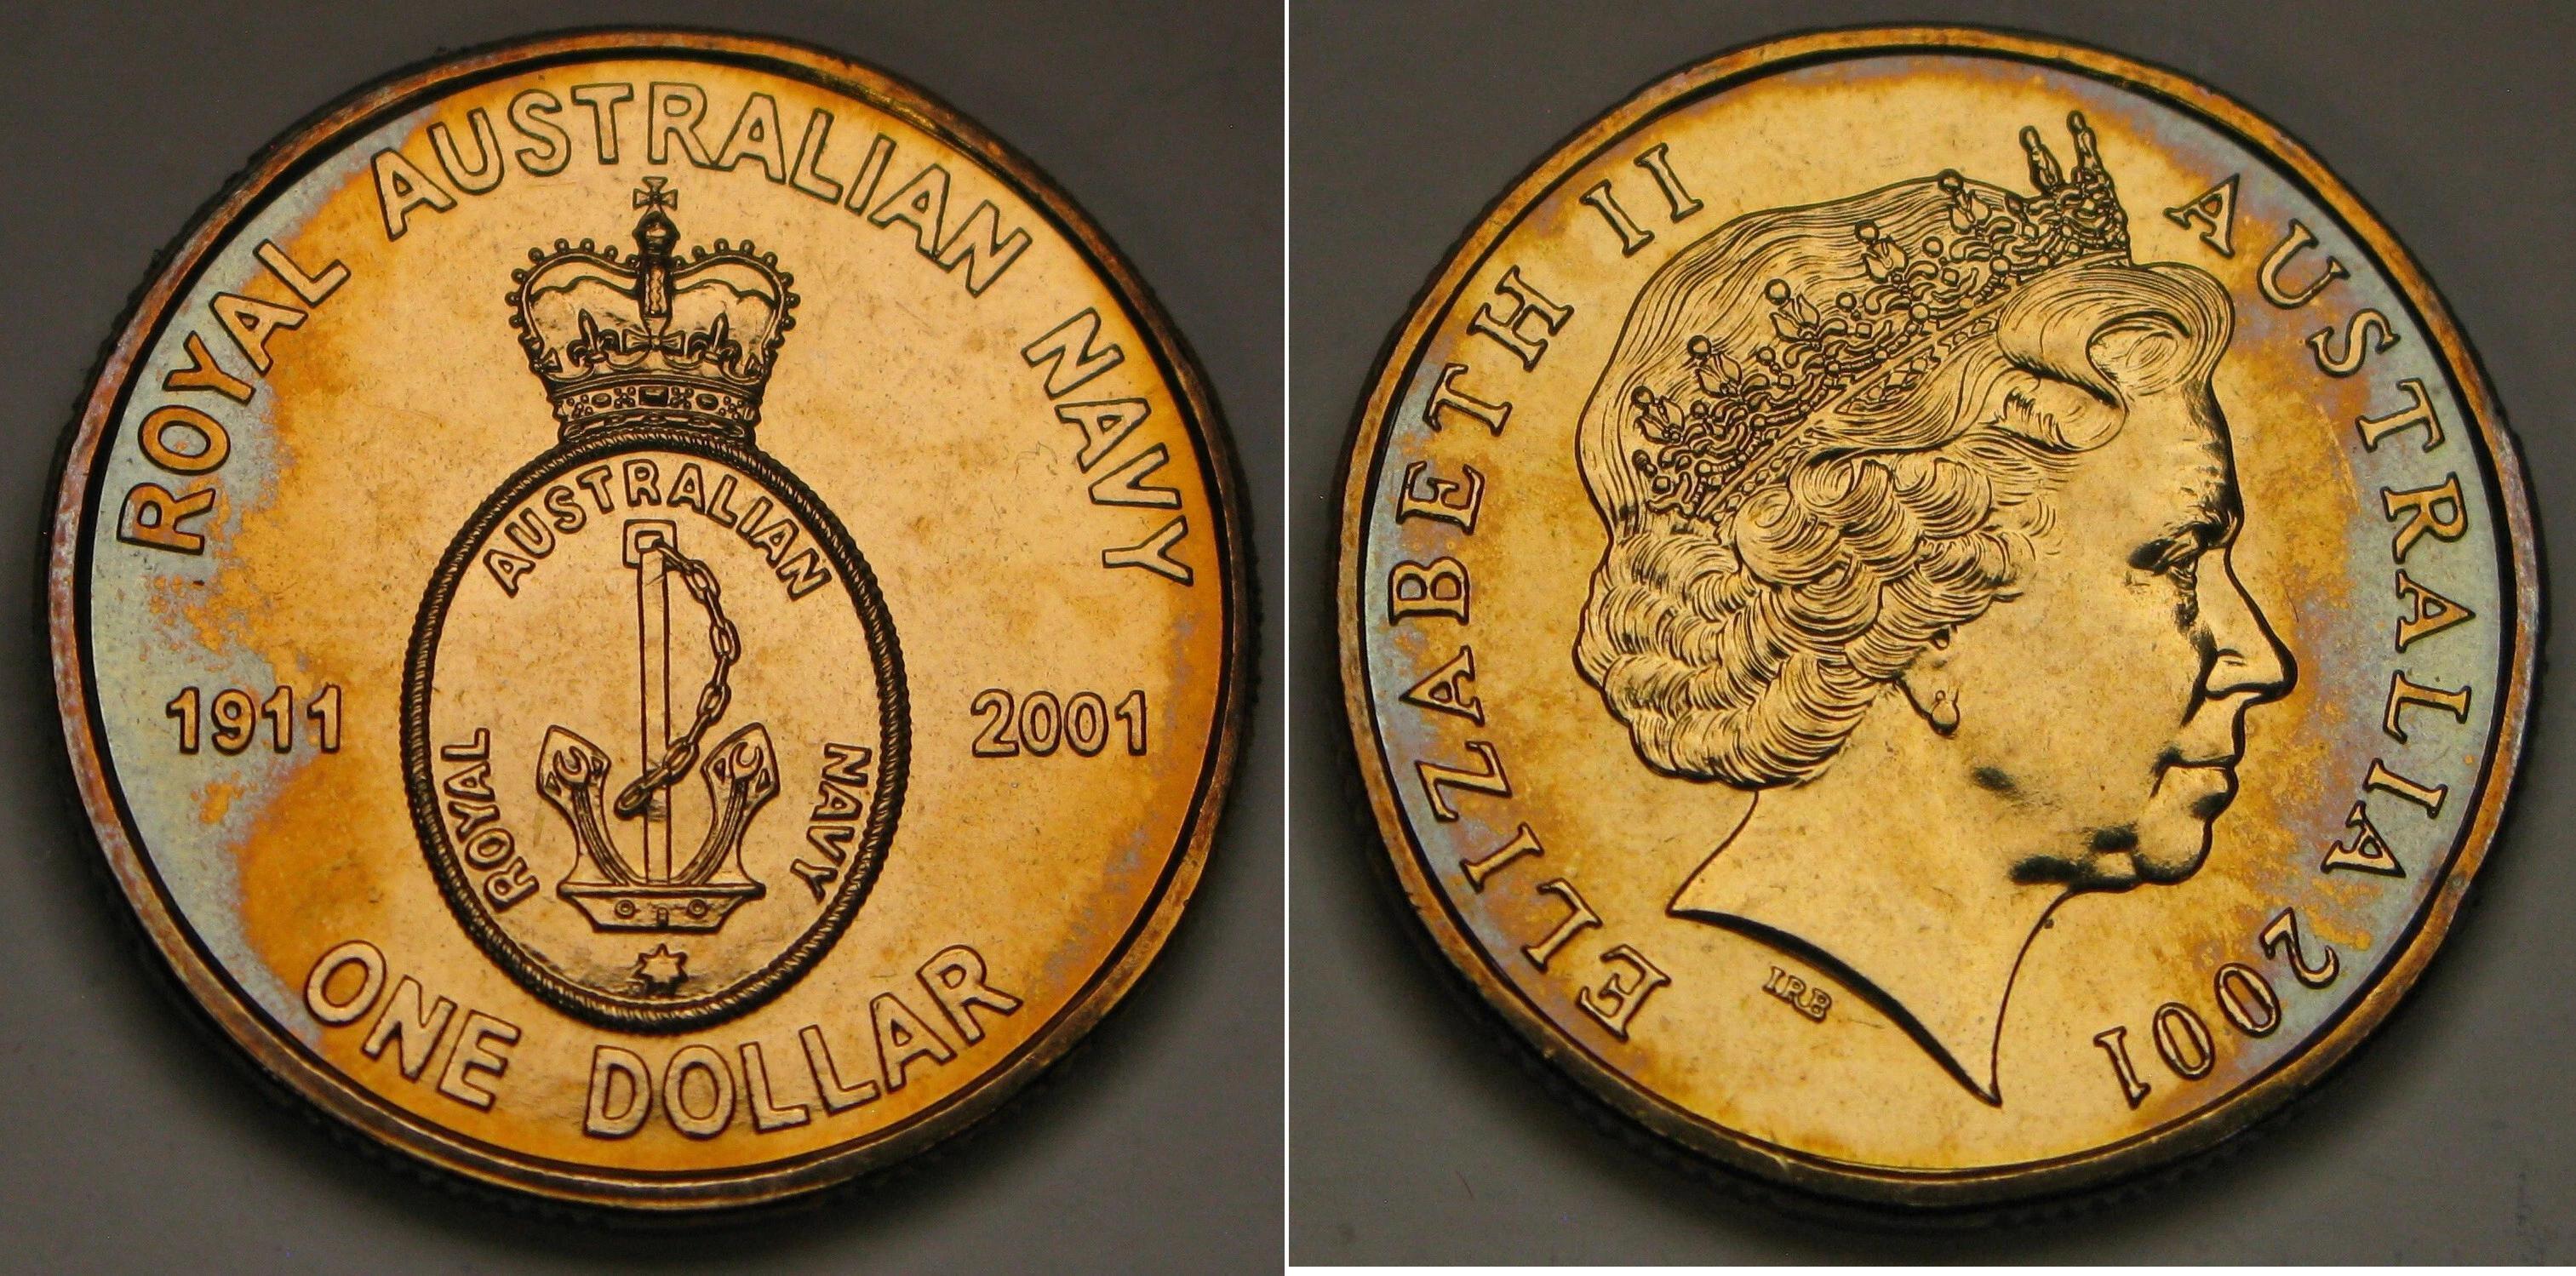 ROYAL AUSTRALIAN NAVY
AUSTRALIAN
ROYAL
NAVY
1911
2001
ONE DOLLAR
ELIZABETH II
AUSTRALIA 2001
IRB